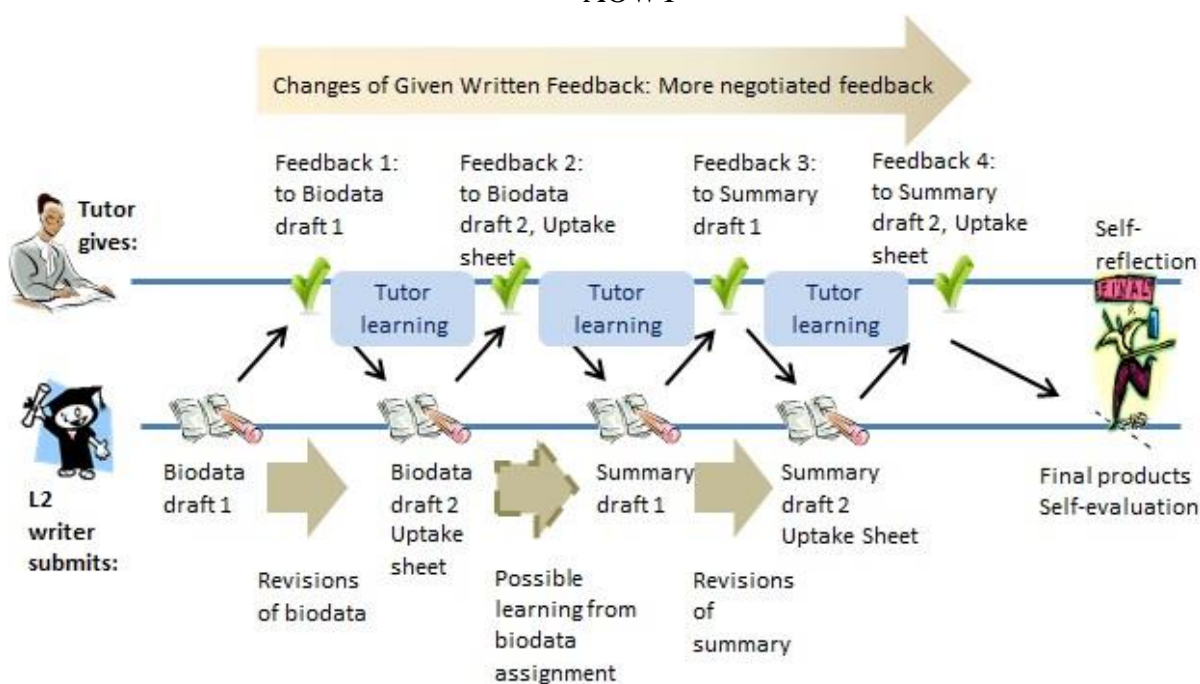 Changes of Given Written Feedback: More negotiated feedback
Feedback 1:
to Biodata
draft 1
Feedback 2:
to Biodata
draft 2, Uptake
sheet
Feedback 3:
to Summary
draft 1
Feedback 4:
to Summary
draft 2, Uptake
sheet
Tutor
gives:
Self-
reflection
FINAL
Tutor
learning
Tutor
learning
Tutor
learning
L2
writer
submits:
Biodata
draft 1
Biodata
draft 2
Uptake
sheet
Summary
draft 1
Summary
draft 2
Uptake Sheet
Final products
Self-evaluation
Revisions
of biodata
Possible
learning from
biodata
assignment
Revisions
of
summary